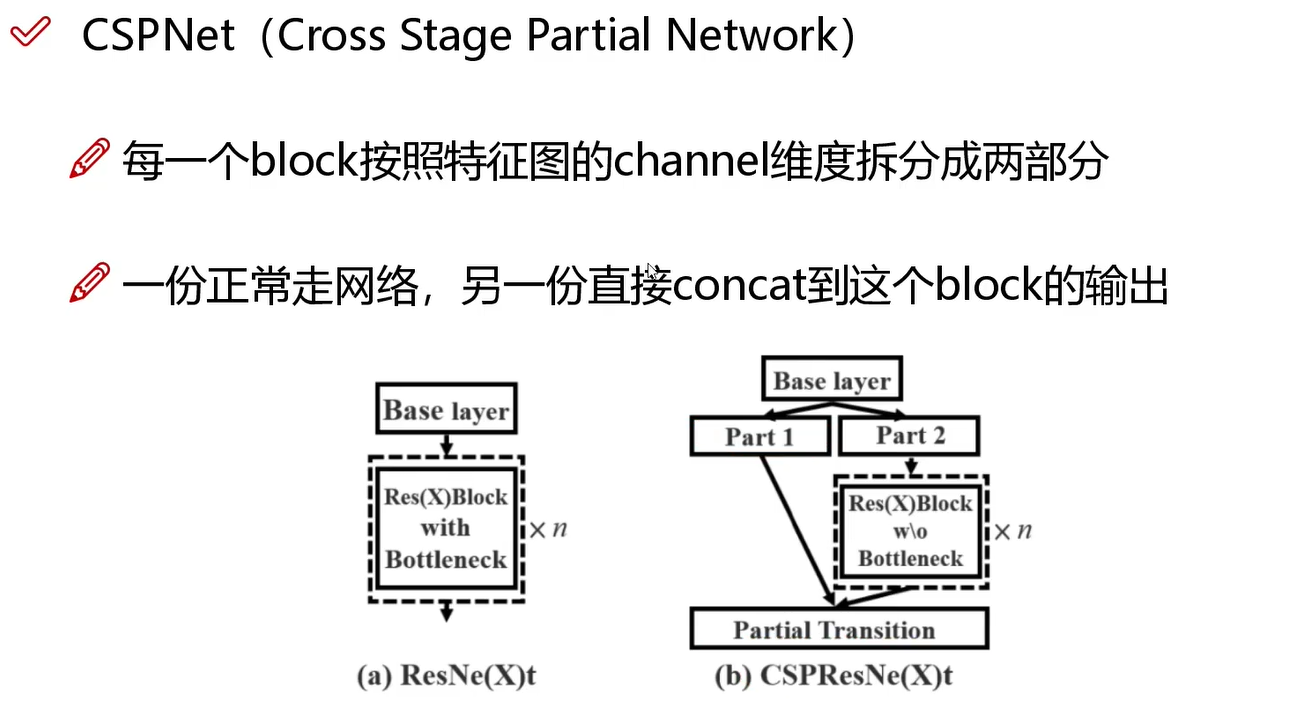 CSPNet（Cross Stage Partial Network）
每一个block按照特征图的channel维度拆分成两部分
一份正常走网络，另一份直接concat到这个block的输出
Base layer
Res(X)Block
with
Bottleneck
× n
(a) ResNe(X)t
Base layer
Part 1
Part 2
Res(X)Block
w\o
Bottleneck
× n
Partial Transition
(b) CSPResNe(X)t